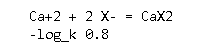 Ca+2 + 2 X- = CaX2
-log_k 0.8